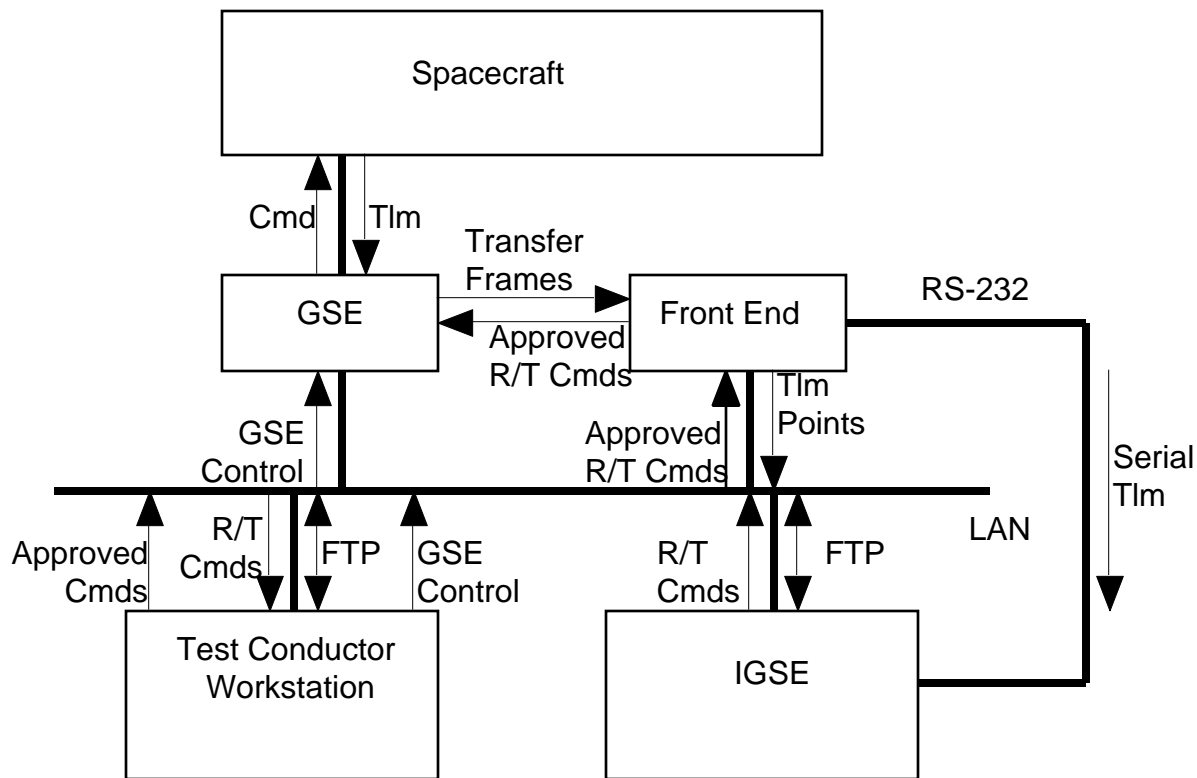 Spacecraft
Cmd
Tlm
Transfer
Frames
RS-232
GSE
Front End
Approved
R/T Cmds
Tlm
Points
GSE
Control
Approved
R/T Cmds
Serial
Tlm
LAN
Approved
Cmds
R/T
Cmds
FTP
GSE
Control
R/T
Cmds
FTP
Test Conductor
Workstation
IGSE